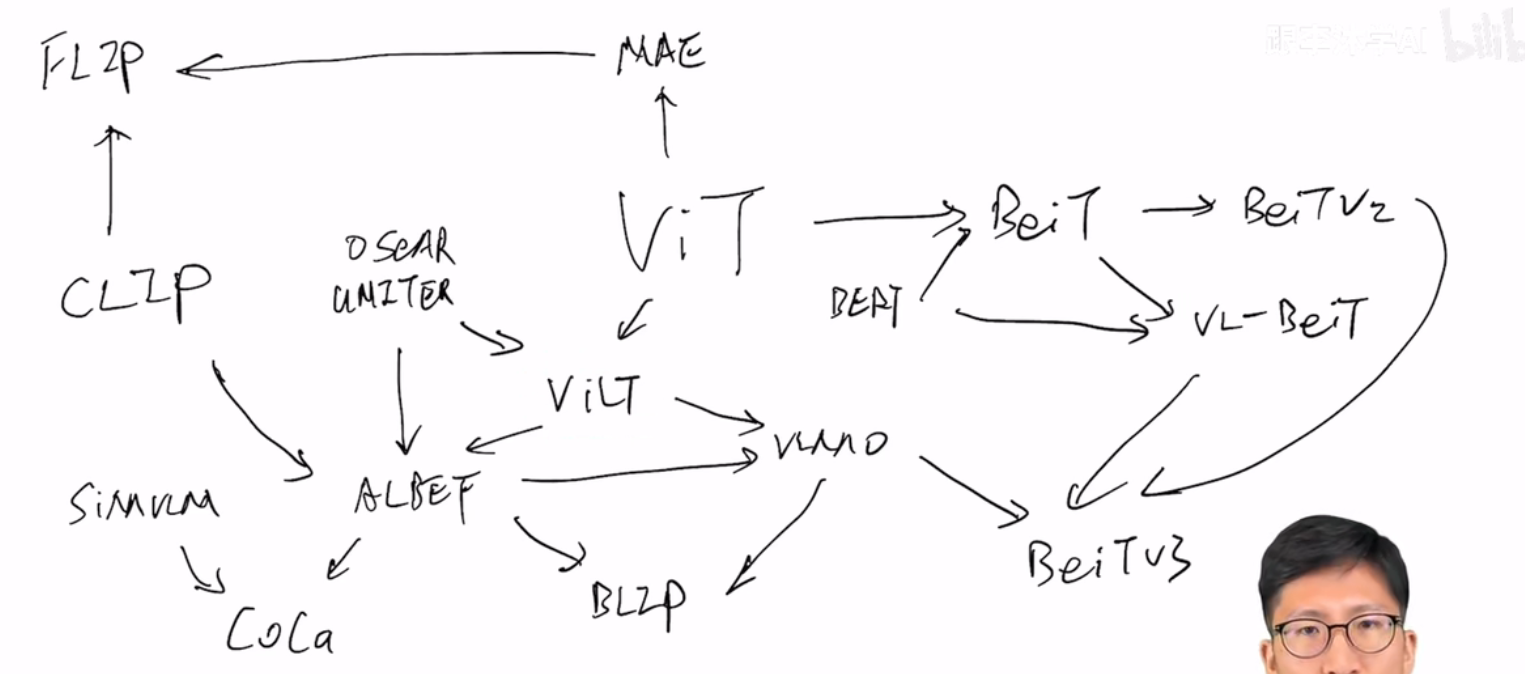 FLIP
MAE
ViT
BeiT
BeiTv2
OSCAR
UNITER
CLIP
BERT
VL-BeiT
ViLT
VLMO
SimVLM
ALBEF
BeiTv3
BLIP
CoCa
跟李沐学AI
bilib